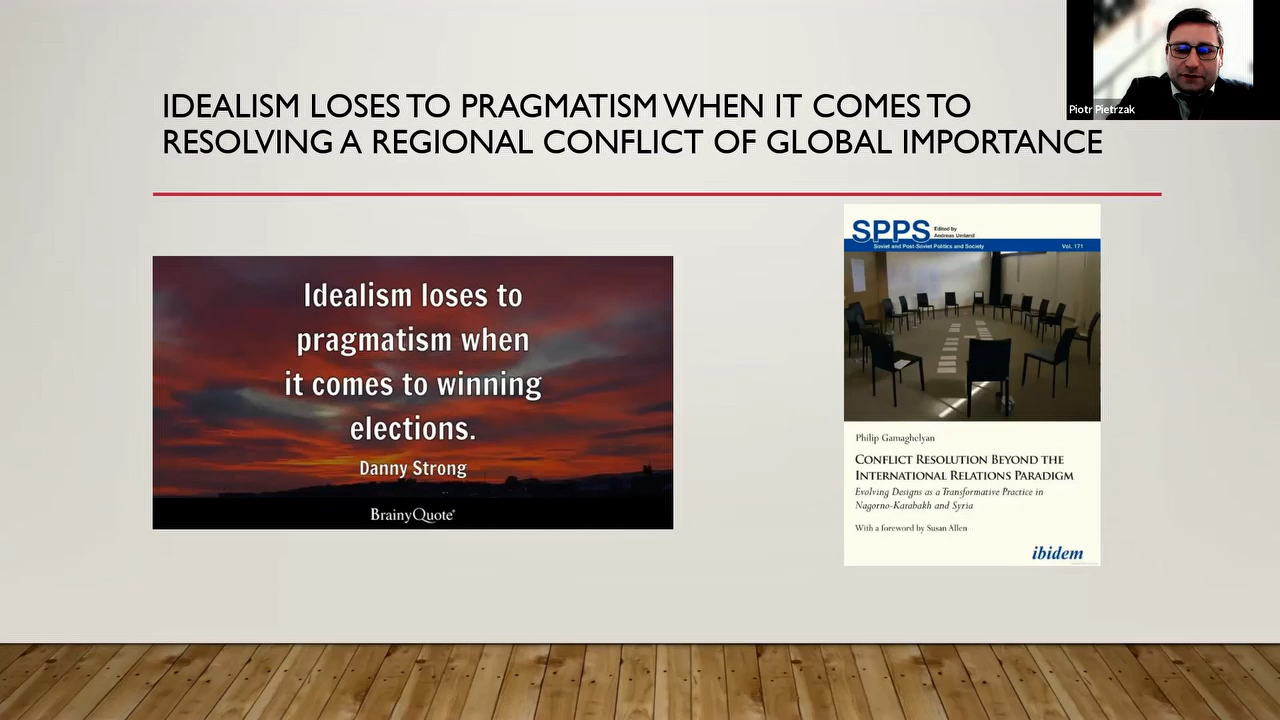 Piotr Pietrzak
IDEALISM LOSES TO PRAGMATISM WHEN IT COMES TO
RESOLVING A REGIONAL CONFLICT OF GLOBAL IMPORTANCE
Idealism loses to
pragmatism when
it comes to winning
elections.
Danny Strong
BrainyQuote®
SPPS
Edited by
Andreas Umland
Soviet and Post-Soviet Politics and Society
Vol. 171
Philip Gamaghelyan
CONFLICT RESOLUTION BEYOND THE
INTERNATIONAL RELATIONS PARADIGM
Evolving Designs as a Transformative Practice in
Nagorno-Karabakh and Syria
With a foreword by Susan Allen
ibidem